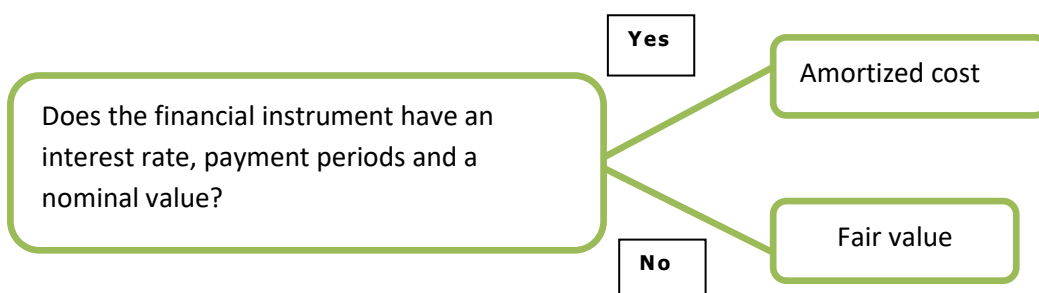 Yes
Amortized cost
Does the financial instrument have an
interest rate, payment periods and a
nominal value?
Fair value
No